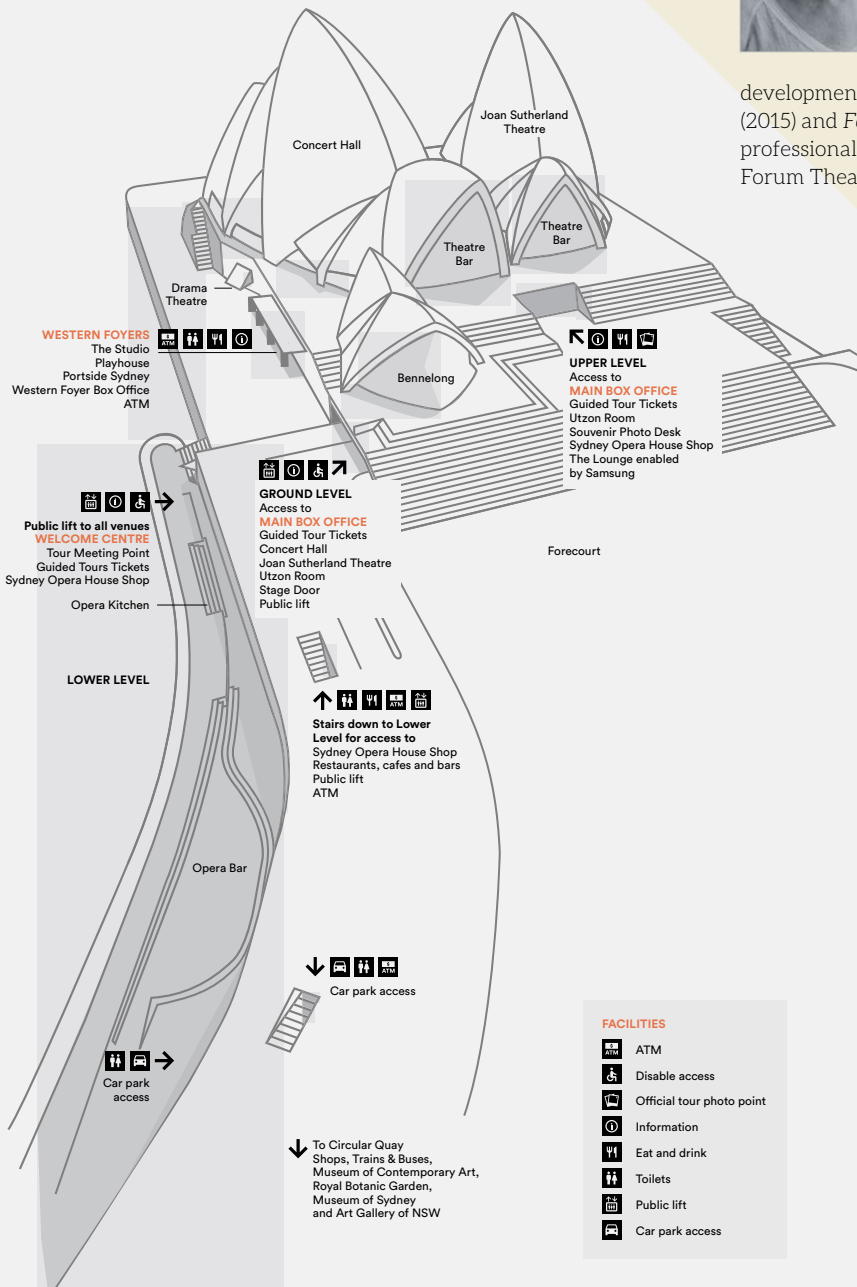 developmen
(2015) and Fo
professional
Forum Thea
Concert Hall
Joan Sutherland
Theatre
Theatre
Bar
Theatre
Bar
Drama
Theatre
WESTERN FOYERS
The Studio
Playhouse
Portside Sydney
Western Foyer Box Office
ATM
ATM
Bennelong
UPPER LEVEL
Access to
MAIN BOX OFFICE
Guided Tour Tickets
Utzon Room
Souvenir Photo Desk
Sydney Opera House Shop
The Lounge enabled
by Samsung
GROUND LEVEL
Access to
MAIN BOX OFFICE
Guided Tour Tickets
Concert Hall
Joan Sutherland Theatre
Utzon Room
Stage Door
Public lift
Public lift to all venues
WELCOME CENTRE
Tour Meeting Point
Guided Tours Tickets
Sydney Opera House Shop
Opera Kitchen
Forecourt
LOWER LEVEL
ATM
Stairs down to Lower
Level for access to
Sydney Opera House Shop
Restaurants, cafes and bars
Public lift
ATM
Opera Bar
ATM
Car park access
Car park
access
To Circular Quay
Shops, Trains & Buses,
Museum of Contemporary Art,
Royal Botanic Garden,
Museum of Sydney
and Art Gallery of NSW
FACILITIES
ATM
ATM
Disable access
Official tour photo point
Information
Eat and drink
Toilets
Public lift
Car park access